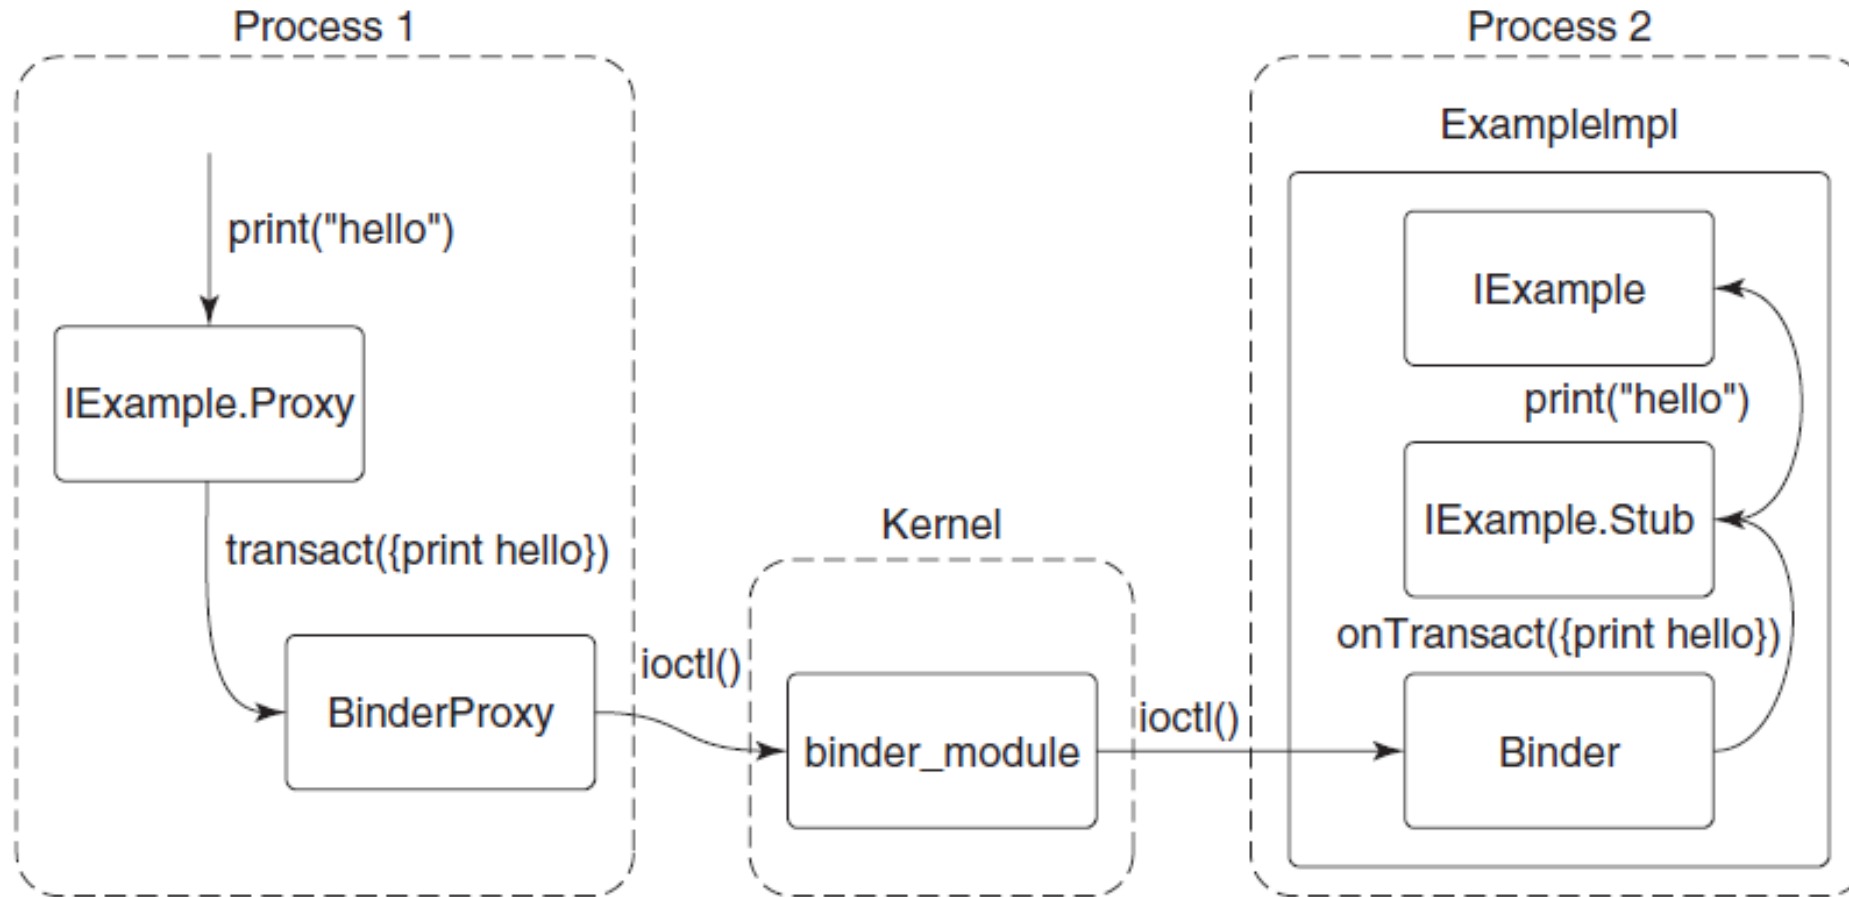 Process 1
print("hello")
IExample.Proxy
transact({print hello})
BinderProxy
ioctl()
Kernel
binder_module
ioctl()
Process 2
ExampleImpl
IExample
print("hello")
IExample.Stub
onTransact({print hello})
Binder